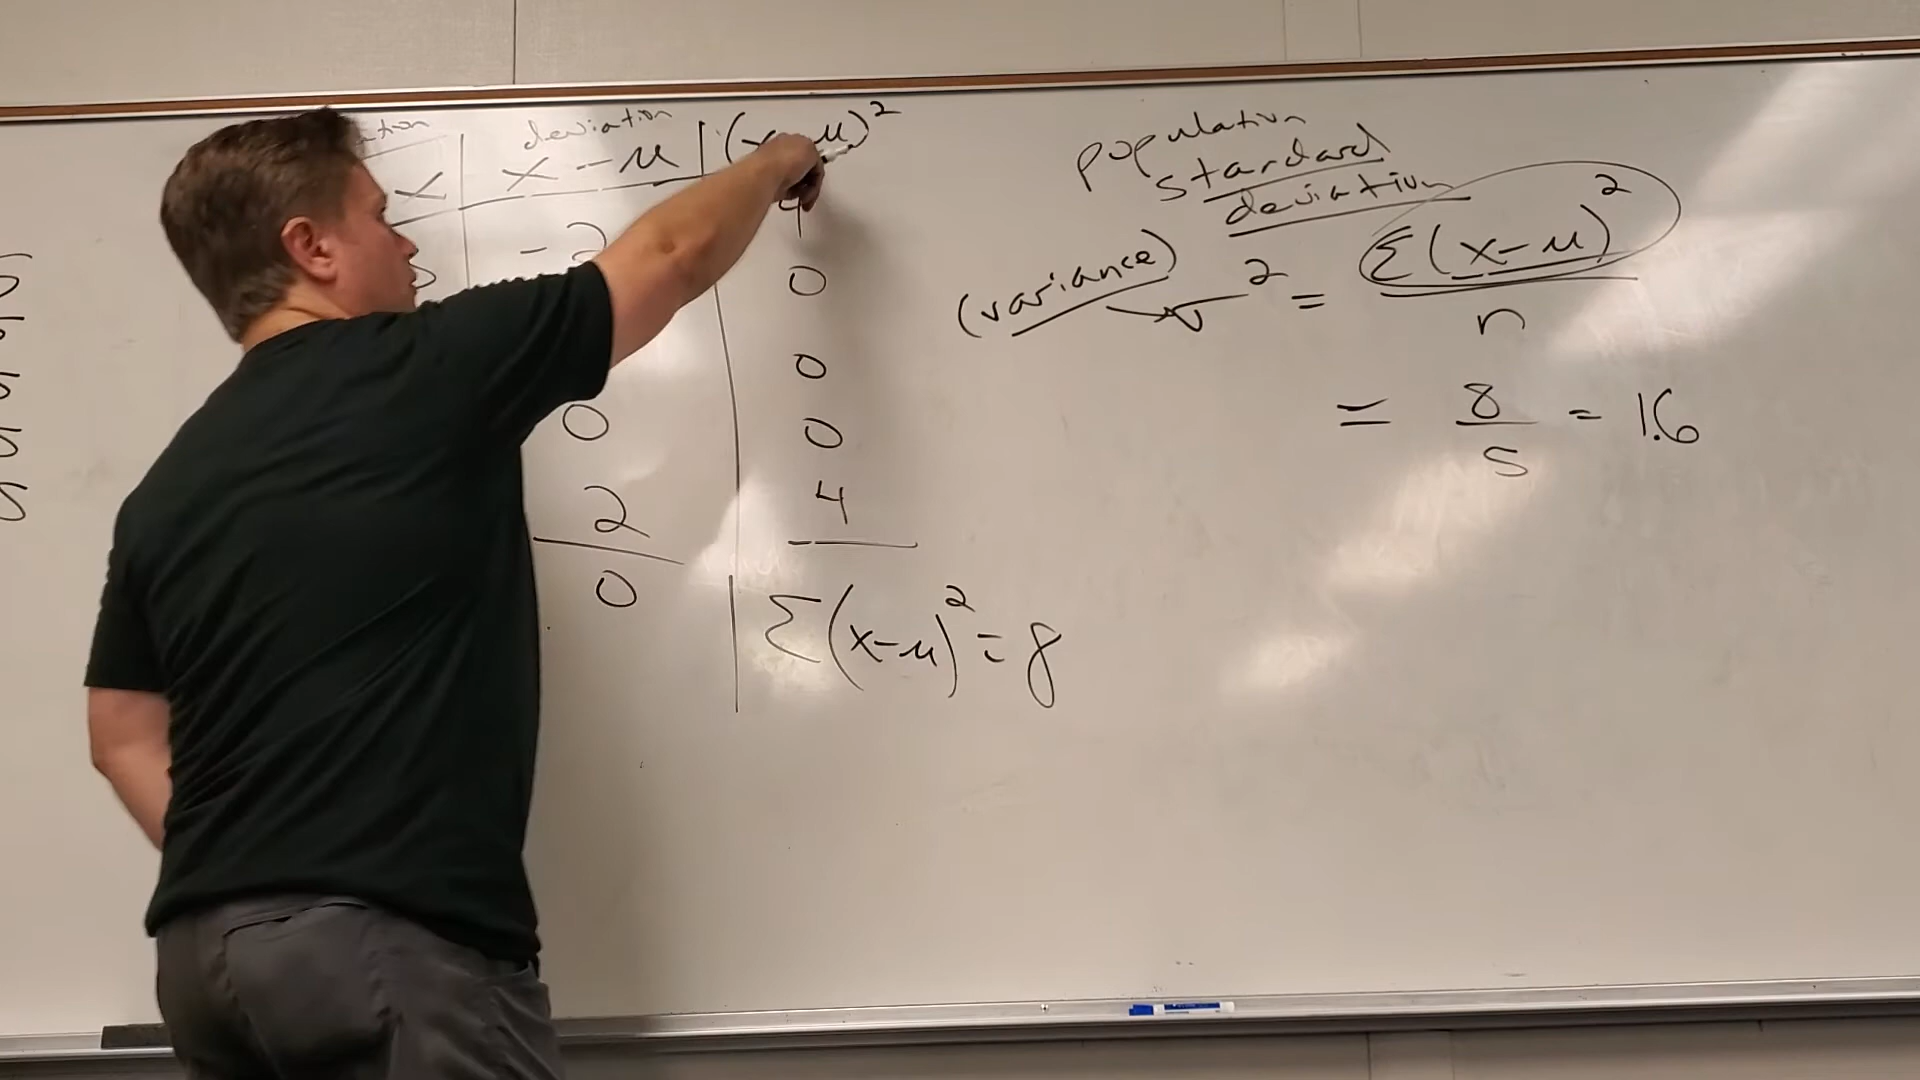 deviation
x | x - μ | (x - μ)²
-2 4
0
0
0 0
2 4
0
Σ(x-μ)² = 8
population
standard
deviation
(variance) σ² = Σ(x-μ)²
n
= 8/5 = 1.6